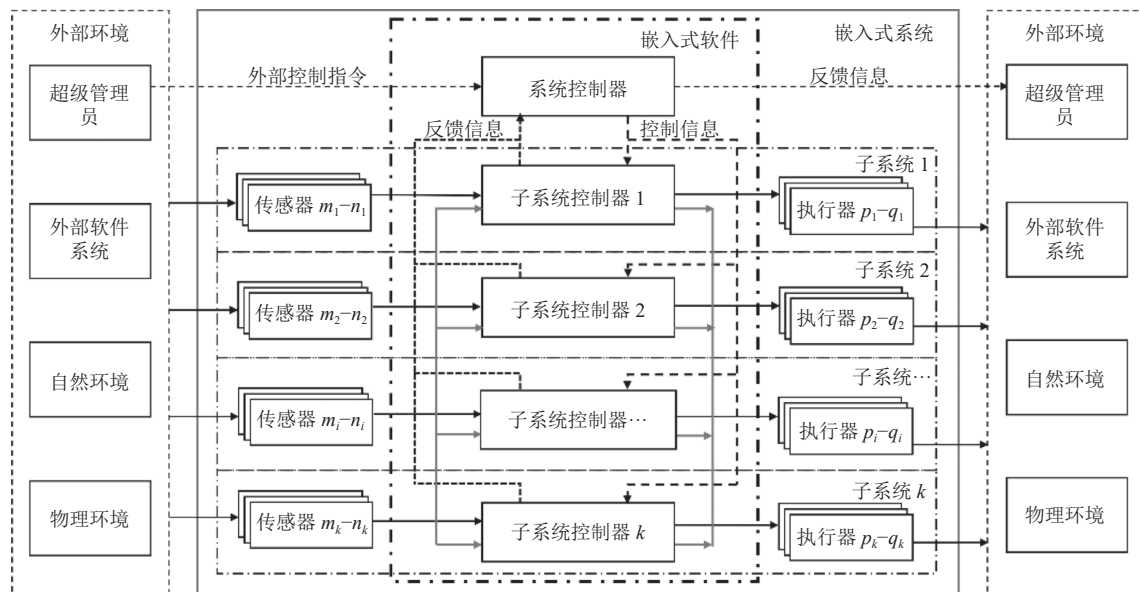 外部环境
嵌入式软件
嵌入式系统
外部环境
超级管理
员
外部控制指令
系统控制器
反馈信息
超级管理
员
反馈信息
控制信息
子系统 1
传感器 m₁–n₁
子系统控制器 1
执行器 p₁–q₁
外部软件
系统
外部软件
系统
子系统 2
传感器 m₂–n₂
子系统控制器 2
执行器 p₂–q₂
自然环境
子系统…
自然环境
传感器 mᵢ–nᵢ
子系统控制器…
执行器 pᵢ–qᵢ
子系统 k
物理环境
传感器 mₖ–nₖ
子系统控制器 k
执行器 pₖ–qₖ
物理环境